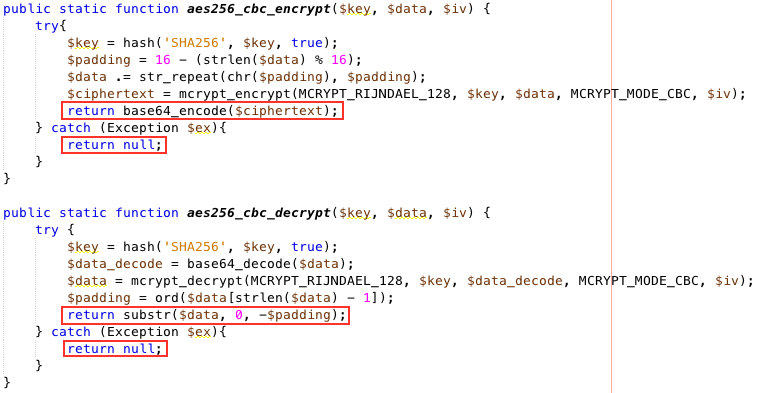 public static function aes256_cbc_encrypt($key, $data, $iv) {
try{
$key = hash('SHA256', $key, true);
$padding = 16 - (strlen($data) % 16);
$data .= str_repeat(chr($padding), $padding);
$ciphertext = mcrypt_encrypt(MCRYPT_RIJNDAEL_128, $key, $data, MCRYPT_MODE_CBC, $iv);
return base64_encode($ciphertext);
} catch (Exception $ex){
return null;
}
}
public static function aes256_cbc_decrypt($key, $data, $iv) {
try {
$key = hash('SHA256', $key, true);
$data_decode = base64_decode($data);
$data = mcrypt_decrypt(MCRYPT_RIJNDAEL_128, $key, $data_decode, MCRYPT_MODE_CBC, $iv);
$padding = ord($data[strlen($data) - 1]);
return substr($data, 0, -$padding);
} catch (Exception $ex){
return null;
}
}